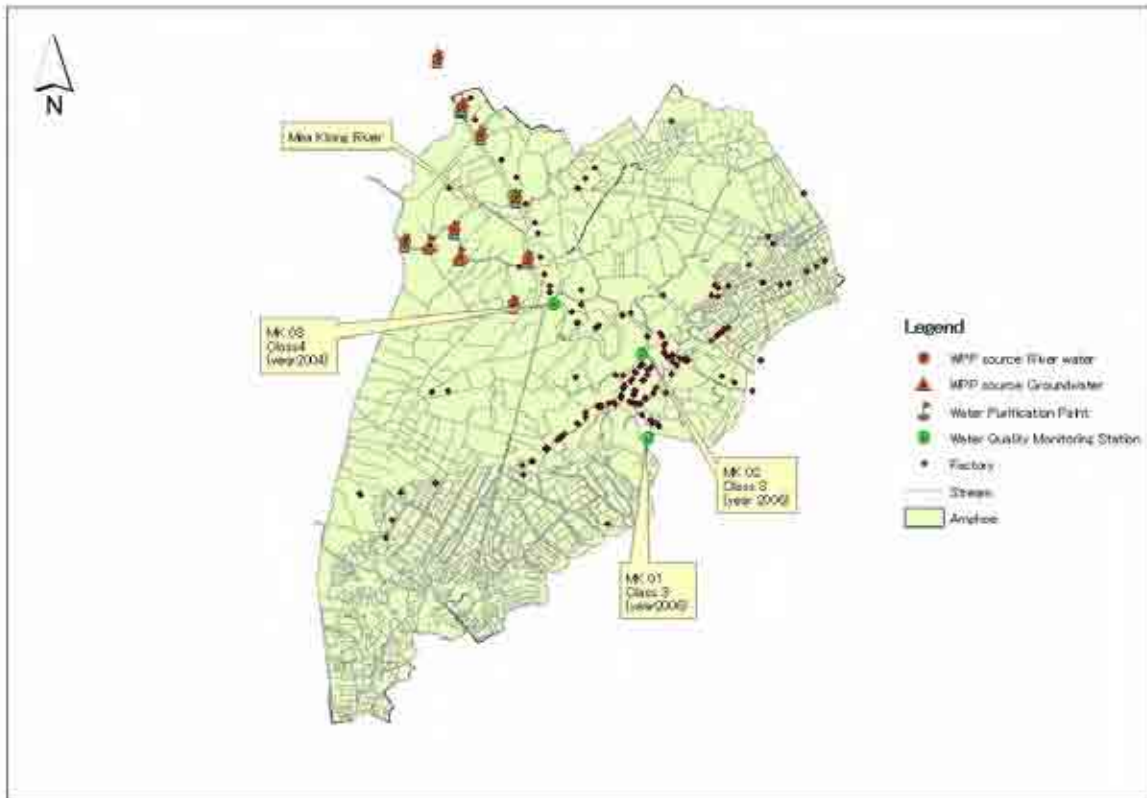 N
Mea Klong River
MK 03
Class4
(year2004)
MK 02
Class 3
(year 2006)
MK 01
Class 3
(year2006)
Legend
WPP source River water
WPP source Groundwater
Water Purification Point
Water Quality Monitoring Station
Factory
Stream
Amphoe